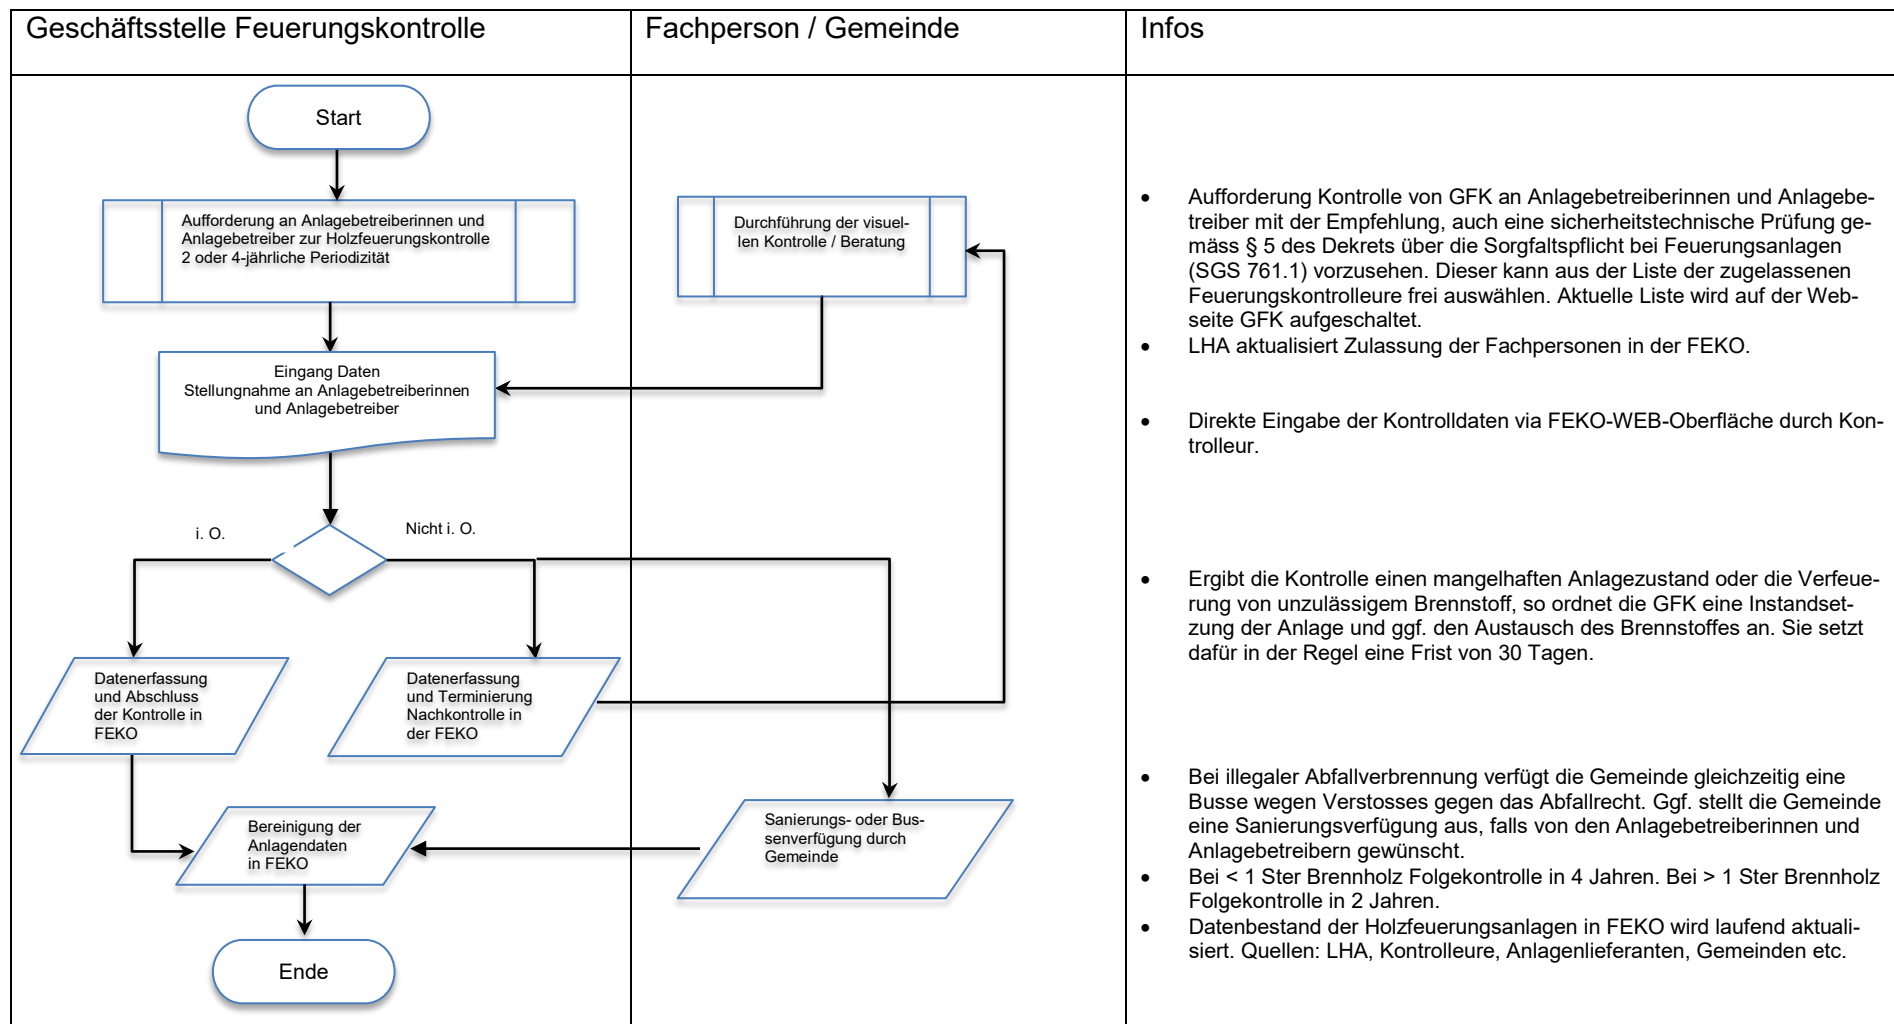 Geschäftsstelle Feuerungskontrolle
Fachperson / Gemeinde
Infos
Start
Aufforderung an Anlagebetreiberinnen und
Anlagebetreiber zur Holzfeuerungskontrolle
2 oder 4-jährliche Periodizität
Durchführung der visuel-
len Kontrolle / Beratung
Eingang Daten
Stellungnahme an Anlagebetreiberinnen
und Anlagebetreiber
i. O.
Nicht i. O.
Datenerfassung
und Abschluss
der Kontrolle in
FEKO
Datenerfassung
und Terminierung
Nachkontrolle in
der FEKO
Bereinigung der
Anlagendaten
in FEKO
Sanierungs- oder Bus-
senverfügung durch
Gemeinde
Ende
• Aufforderung Kontrolle von GFK an Anlagebetreiberinnen und Anlagebe-
treiber mit der Empfehlung, auch eine sicherheitstechnische Prüfung ge-
mäss § 5 des Dekrets über die Sorgfaltspflicht bei Feuerungsanlagen
(SGS 761.1) vorzusehen. Dieser kann aus der Liste der zugelassenen
Feuerungskontrolleure frei auswählen. Aktuelle Liste wird auf der Web-
seite GFK aufgeschaltet.
• LHA aktualisiert Zulassung der Fachpersonen in der FEKO.
• Direkte Eingabe der Kontrolldaten via FEKO-WEB-Oberfläche durch Kon-
trolleur.
• Ergibt die Kontrolle einen mangelhaften Anlagezustand oder die Verfeue-
rung von unzulässigem Brennstoff, so ordnet die GFK eine Instandset-
zung der Anlage und ggf. den Austausch des Brennstoffes an. Sie setzt
dafür in der Regel eine Frist von 30 Tagen.
• Bei illegaler Abfallverbrennung verfügt die Gemeinde gleichzeitig eine
Busse wegen Verstosses gegen das Abfallrecht. Ggf. stellt die Gemeinde
eine Sanierungsverfügung aus, falls von den Anlagebetreiberinnen und
Anlagebetreibern gewünscht.
• Bei < 1 Ster Brennholz Folgekontrolle in 4 Jahren. Bei > 1 Ster Brennholz
Folgekontrolle in 2 Jahren.
• Datenbestand der Holzfeuerungsanlagen in FEKO wird laufend aktuali-
siert. Quellen: LHA, Kontrolleure, Anlagenlieferanten, Gemeinden etc.